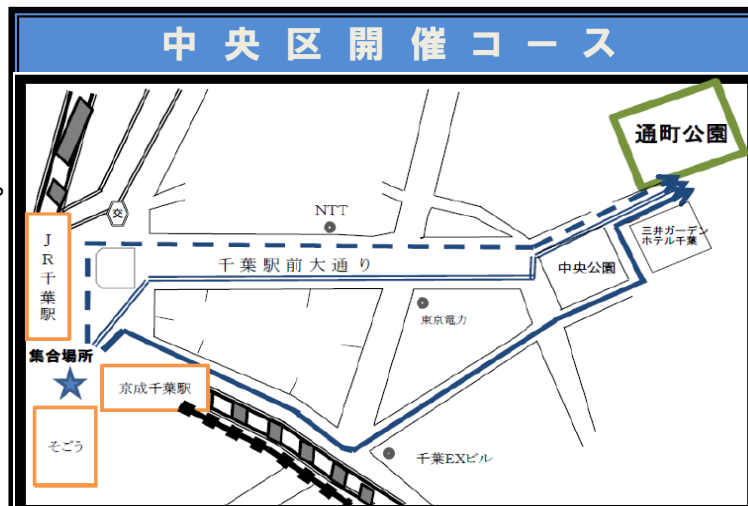 中央区開催コース
通町公園
交
NTT
三井ガーデン
ホテル千葉
JR千葉駅
千葉駅前大通り
中央公園
東京電力
集合場所
京成千葉駅
そごう
千葉EXビル